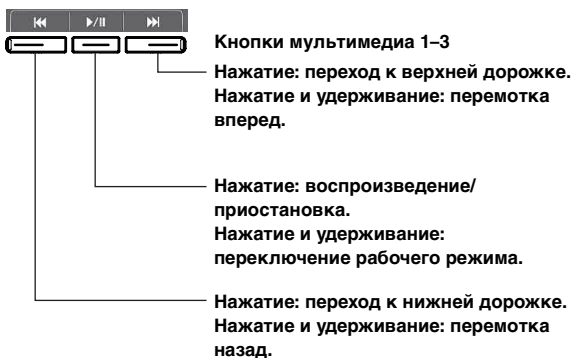 Кнопки мультимедиа 1–3
Нажатие: переход к верхней дорожке.
Нажатие и удерживание: перемотка
вперед.
Нажатие: воспроизведение/
приостановка.
Нажатие и удерживание:
переключение рабочего режима.
Нажатие: переход к нижней дорожке.
Нажатие и удерживание: перемотка
назад.